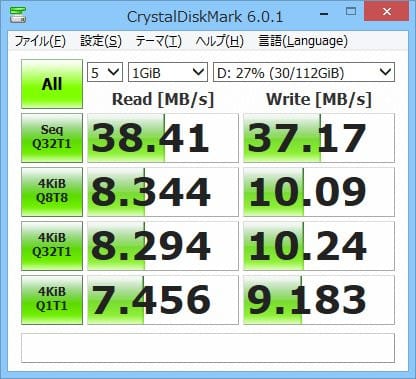 CrystalDiskMark 6.0.1
ファイル(F) 設定(S) テーマ(T) ヘルプ(H) 言語(Language)
All 5 1GiB D: 27% (30/112GiB)
Read [MB/s] Write [MB/s]
Seq
Q32T1 38.41 37.17
4KiB
Q8T8 8.344 10.09
4KiB
Q32T1 8.294 10.24
4KiB
Q1T1 7.456 9.183